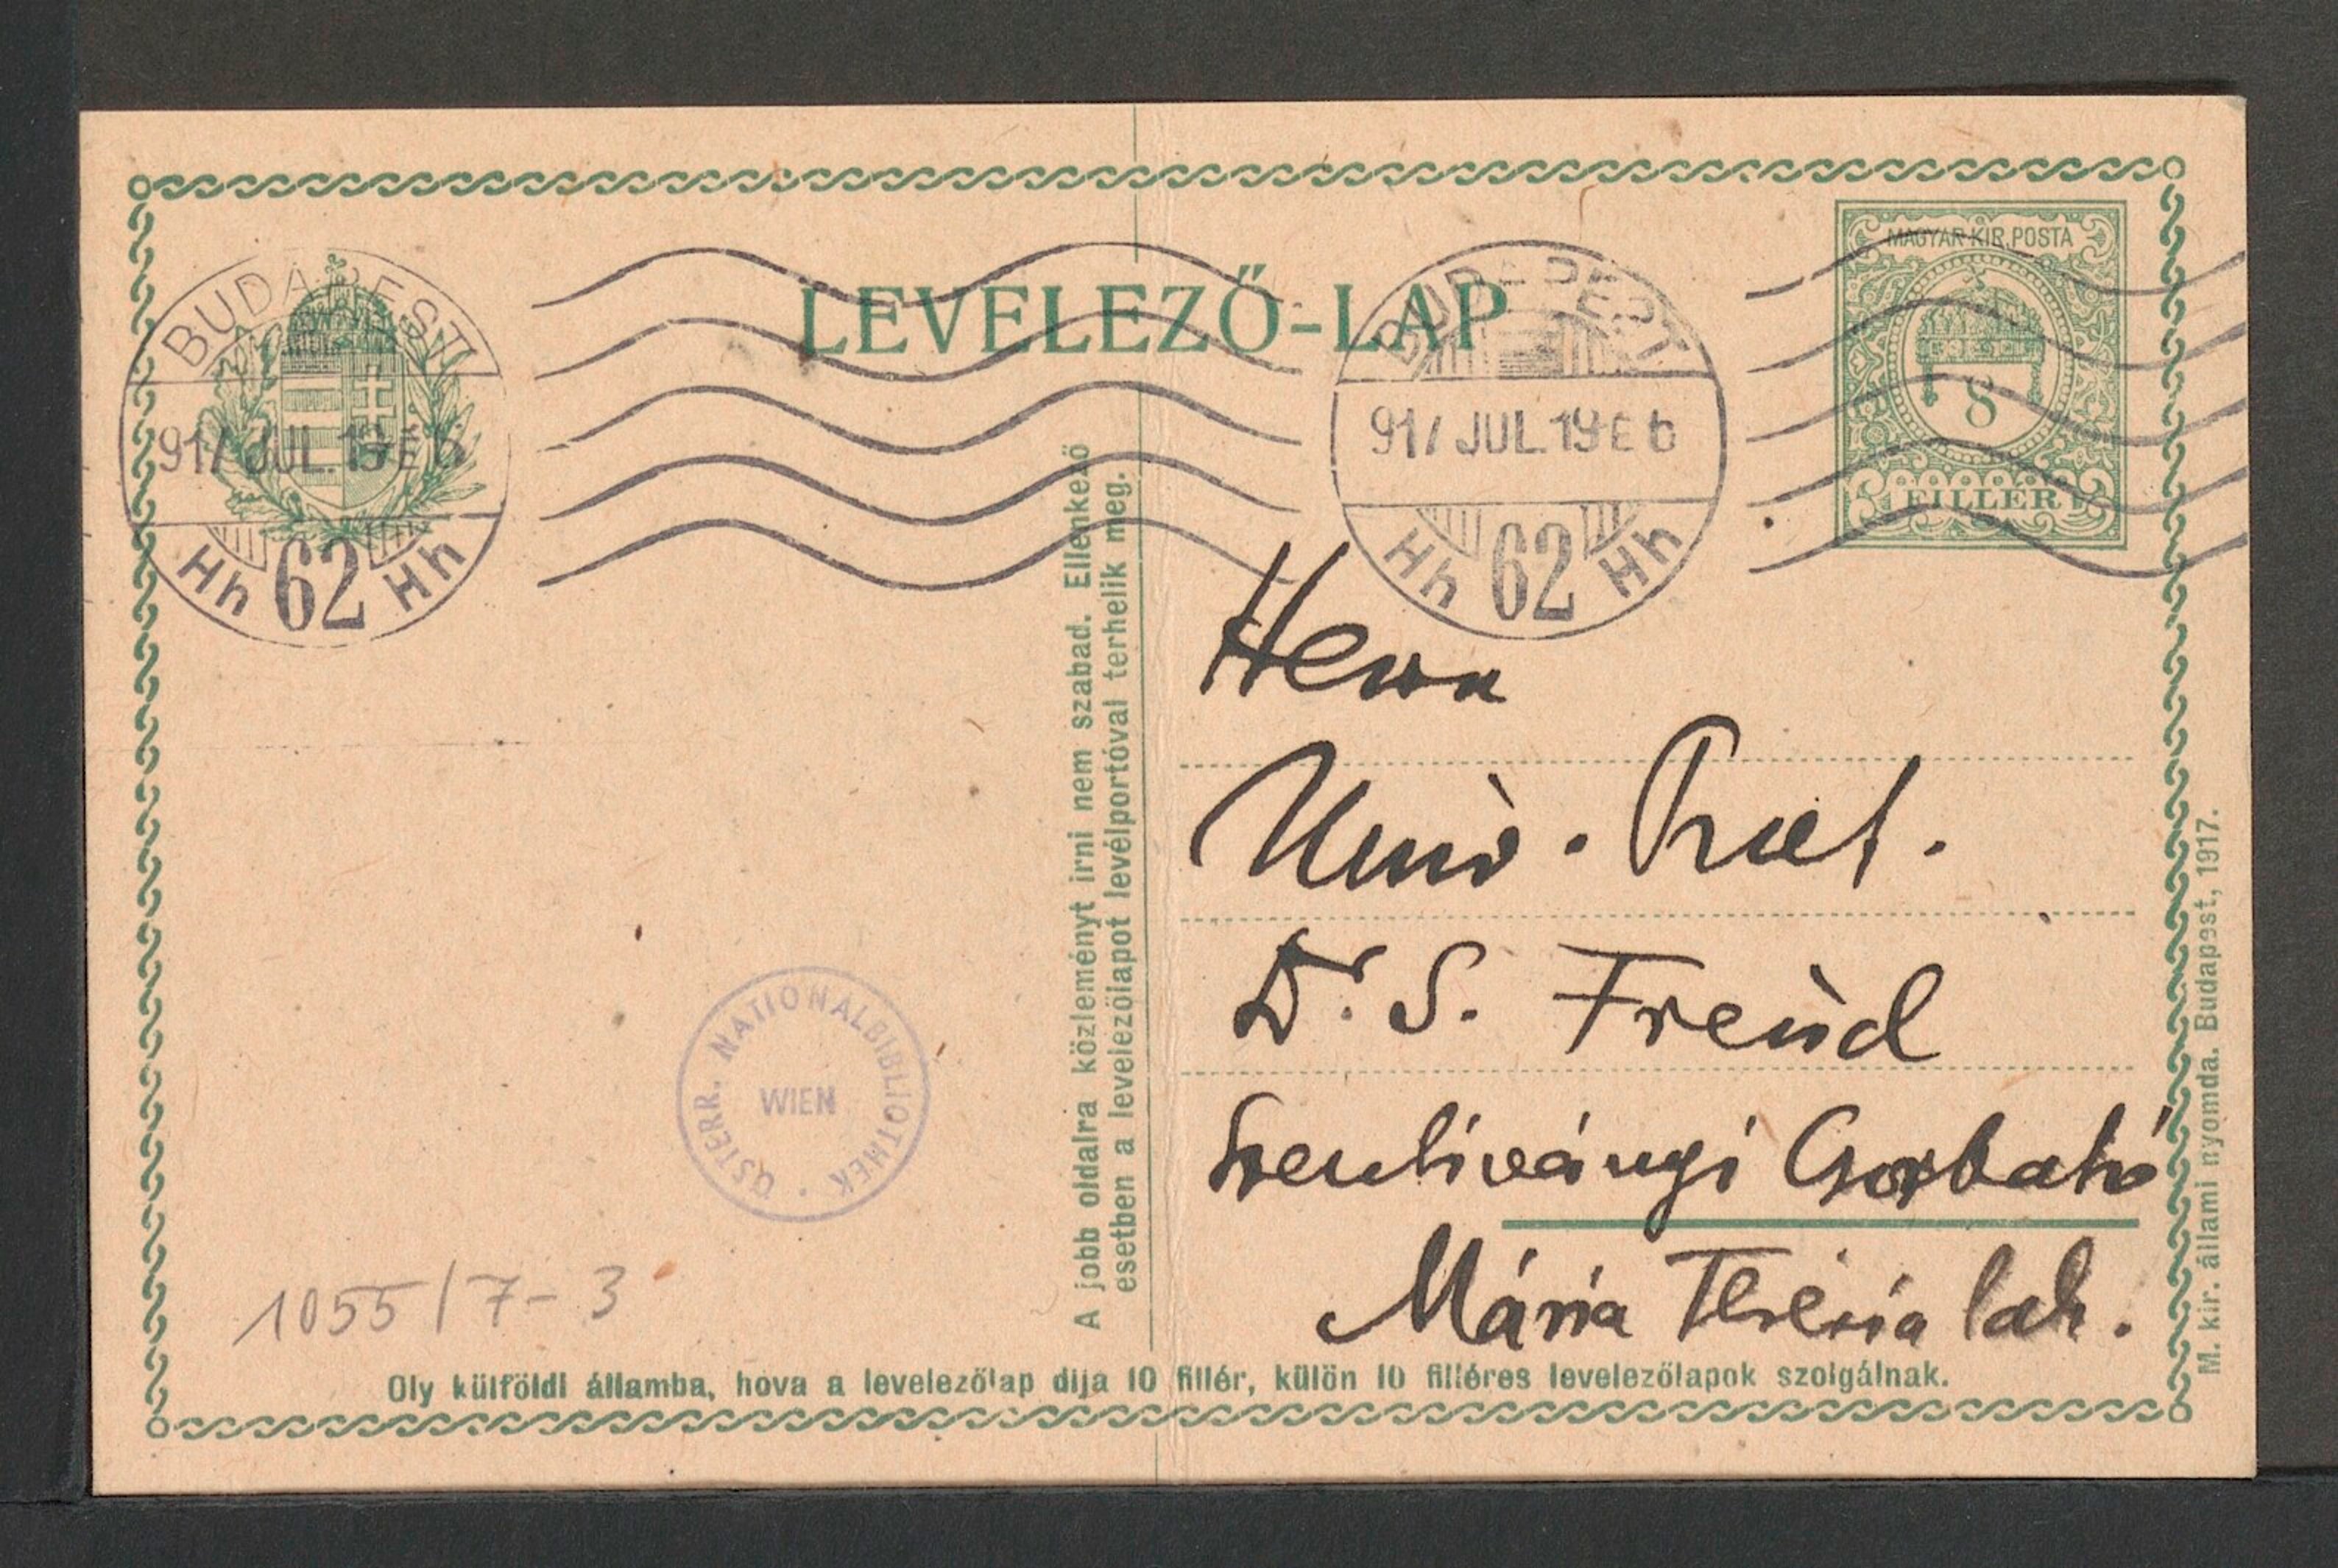 MAGYAR KIR. POSTA
8
FILLÉR
LEVELEZŐ-LAP
BUDAPEST
917 JUL. 19 E 6
Hh 62 Hh
BUDAPEST
917 JUL. 19 E 6
Hh 62 Hh
Herrn
Univ. Prof.
Dr. S. Freud
Szentiványi Csorbató
Mária Therésia lak.
A jobb oldalra közleményt irni nem szabad. Ellenkező
esetben a levelezőlapot levélportóval terhelik meg.
ÖSTERR. NATIONALBIBLIOTHEK
WIEN
1055/7-3
Oly külföldi államba, hova a levelezőlap dija 10 fillér, külön 10 filléres levelezőlapok szolgálnak.
M. kir. állami nyomda. Budapest, 1917.